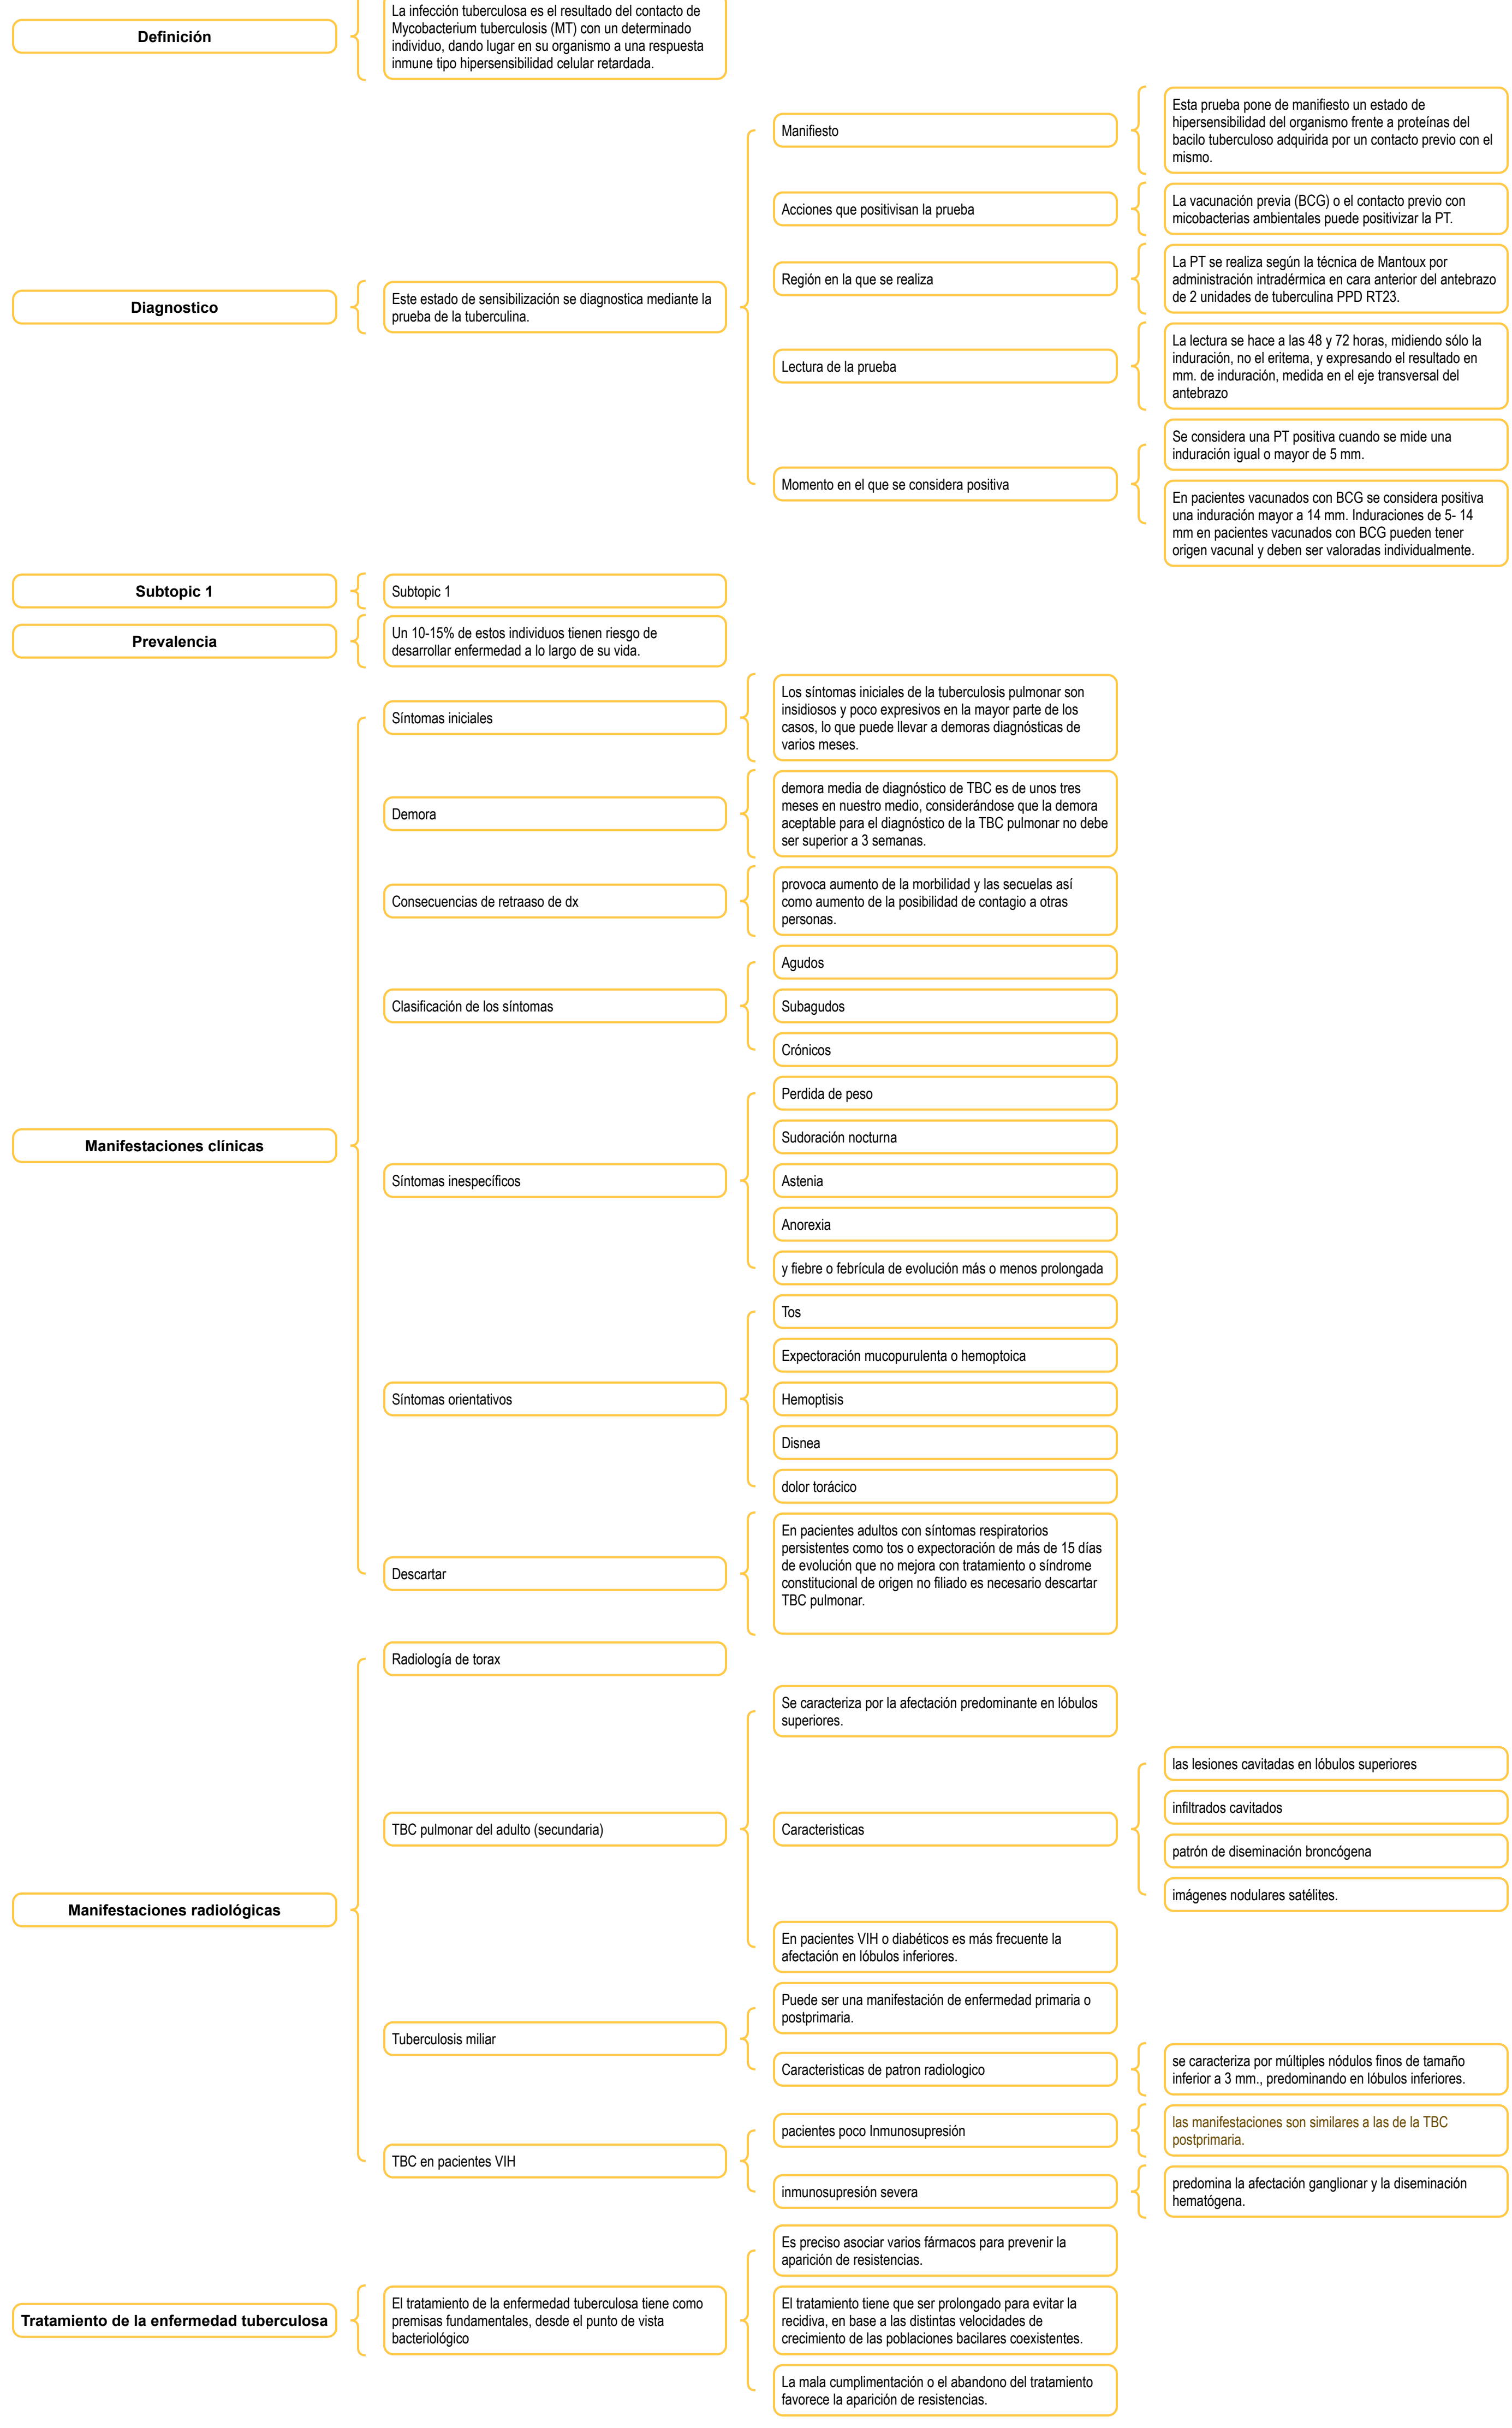 Definición
La infección tuberculosa es el resultado del contacto de
Mycobacterium tuberculosis (MT) con un determinado
individuo, dando lugar en su organismo a una respuesta
inmune tipo hipersensibilidad celular retardada.
Diagnostico
Este estado de sensibilización se diagnostica mediante la
prueba de la tuberculina.
Manifiesto
Esta prueba pone de manifiesto un estado de
hipersensibilidad del organismo frente a proteínas del
bacilo tuberculoso adquirida por un contacto previo con el
mismo.
Acciones que positivisan la prueba
La vacunación previa (BCG) o el contacto previo con
micobacterias ambientales puede positivizar la PT.
Región en la que se realiza
La PT se realiza según la técnica de Mantoux por
administración intradérmica en cara anterior del antebrazo
de 2 unidades de tuberculina PPD RT23.
Lectura de la prueba
La lectura se hace a las 48 y 72 horas, midiendo sólo la
induración, no el eritema, y expresando el resultado en
mm. de induración, medida en el eje transversal del
antebrazo
Momento en el que se considera positiva
Se considera una PT positiva cuando se mide una
induración igual o mayor de 5 mm.
En pacientes vacunados con BCG se considera positiva
una induración mayor a 14 mm. Induraciones de 5- 14
mm en pacientes vacunados con BCG pueden tener
origen vacunal y deben ser valoradas individualmente.
Subtopic 1
Subtopic 1
Prevalencia
Un 10-15% de estos individuos tienen riesgo de
desarrollar enfermedad a lo largo de su vida.
Manifestaciones clínicas
Síntomas iniciales
Los síntomas iniciales de la tuberculosis pulmonar son
insidiosos y poco expresivos en la mayor parte de los
casos, lo que puede llevar a demoras diagnósticas de
varios meses.
Demora
demora media de diagnóstico de TBC es de unos tres
meses en nuestro medio, considerándose que la demora
aceptable para el diagnóstico de la TBC pulmonar no debe
ser superior a 3 semanas.
Consecuencias de retraaso de dx
provoca aumento de la morbilidad y las secuelas así
como aumento de la posibilidad de contagio a otras
personas.
Clasificación de los síntomas
Agudos
Subagudos
Crónicos
Síntomas inespecíficos
Perdida de peso
Sudoración nocturna
Astenia
Anorexia
y fiebre o febrícula de evolución más o menos prolongada
Síntomas orientativos
Tos
Expectoración mucopurulenta o hemoptoica
Hemoptisis
Disnea
dolor torácico
Descartar
En pacientes adultos con síntomas respiratorios
persistentes como tos o expectoración de más de 15 días
de evolución que no mejora con tratamiento o síndrome
constitucional de origen no filiado es necesario descartar
TBC pulmonar.
Manifestaciones radiológicas
Radiología de torax
TBC pulmonar del adulto (secundaria)
Se caracteriza por la afectación predominante en lóbulos
superiores.
Caracteristicas
las lesiones cavitadas en lóbulos superiores
infiltrados cavitados
patrón de diseminación broncógena
imágenes nodulares satélites.
En pacientes VIH o diabéticos es más frecuente la
afectación en lóbulos inferiores.
Tuberculosis miliar
Puede ser una manifestación de enfermedad primaria o
postprimaria.
Caracteristicas de patron radiologico
se caracteriza por múltiples nódulos finos de tamaño
inferior a 3 mm., predominando en lóbulos inferiores.
TBC en pacientes VIH
pacientes poco Inmunosupresión
las manifestaciones son similares a las de la TBC
postprimaria.
inmunosupresión severa
predomina la afectación ganglionar y la diseminación
hematógena.
Tratamiento de la enfermedad tuberculosa
El tratamiento de la enfermedad tuberculosa tiene como
premisas fundamentales, desde el punto de vista
bacteriológico
Es preciso asociar varios fármacos para prevenir la
aparición de resistencias.
El tratamiento tiene que ser prolongado para evitar la
recidiva, en base a las distintas velocidades de
crecimiento de las poblaciones bacilares coexistentes.
La mala cumplimentación o el abandono del tratamiento
favorece la aparición de resistencias.